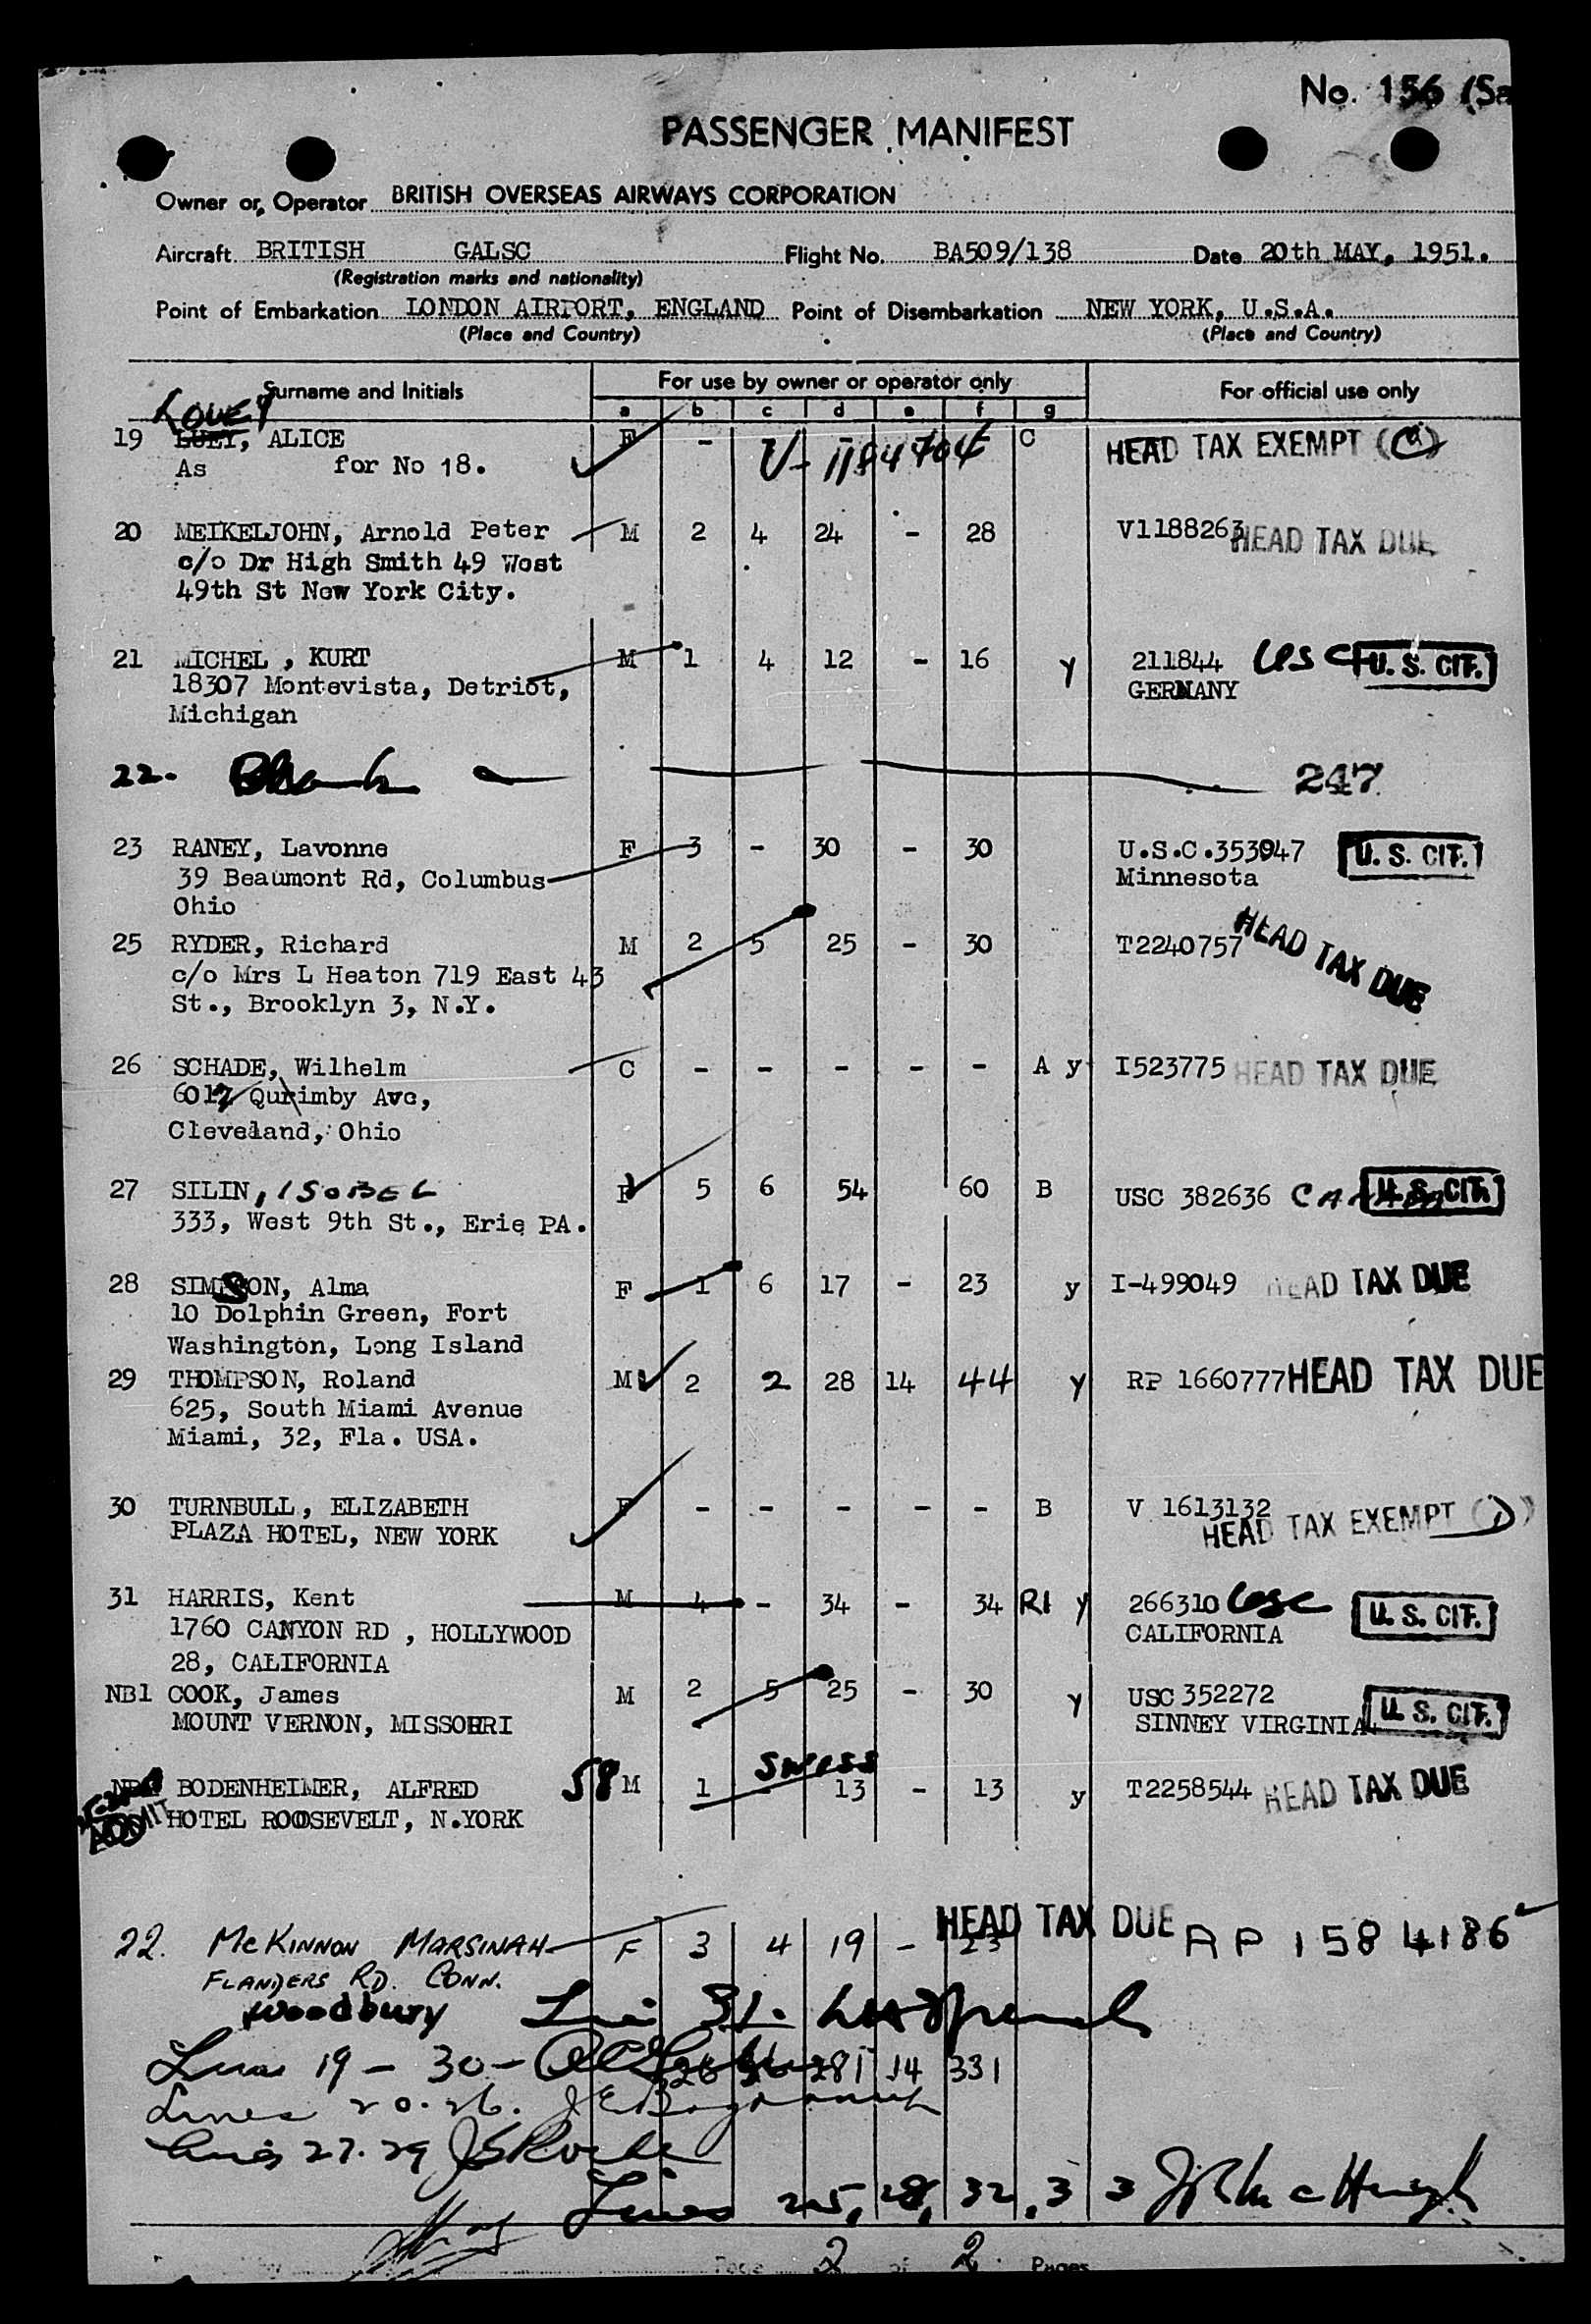 No. 156 (Sa
PASSENGER MANIFEST
Owner or Operator BRITISH OVERSEAS AIRWAYS CORPORATION
Aircraft BRITISH GALSC Flight No. BA509/138 Date 20th MAY, 1951.
(Registration marks and nationality)
Point of Embarkation LONDON AIRPORT, ENGLAND Point of Disembarkation NEW YORK, U.S.A.
(Place and Country) (Place and Country)
Surname and Initials For use by owner or operator only For official use only
a b c d e f g
19 LUEY, ALICE F - C HEAD TAX EXEMPT
As for No 18.
20 MEIKELJOHN, Arnold Peter M 2 4 24 - 28 V1188263 HEAD TAX DUE
c/o Dr High Smith 49 West
49th St New York City.
21 MICHEL , KURT M 1 4 12 - 16 y 211844 USC U. S. CIT.
18307 Montevista, Detriot, GERMANY
Michigan
22. Blank 247
23 RANEY, Lavonne F 3 - 30 - 30 U.S.C.353947 U. S. CIT.
39 Beaumont Rd, Columbus Minnesota
Ohio
25 RYDER, Richard M 2 5 25 - 30 T2240757 HEAD TAX DUE
c/o Mrs L Heaton 719 East 43
St., Brooklyn 3, N.Y.
26 SCHADE, Wilhelm C - - - - - A y I523775 HEAD TAX DUE
6012 Quimby Ave,
Cleveland, Ohio
27 SILIN, ISOBEL F 5 6 54 60 B USC 382636 U. S. CIT.
333, West 9th St., Erie PA.
28 SIMSON, Alma F 1 6 17 - 23 y I-499049 HEAD TAX DUE
10 Dolphin Green, Fort
Washington, Long Island
29 THOMPSON, Roland M 2 2 28 14 44 y RP 1660777 HEAD TAX DUE
625, South Miami Avenue
Miami, 32, Fla. USA.
30 TURNBULL, ELIZABETH F - - - - - B V 1613132
PLAZA HOTEL, NEW YORK HEAD TAX EXEMPT (D)
31 HARRIS, Kent M 4 - 34 - 34 R1 y 266310 USC U. S. CIT.
1760 CANYON RD , HOLLYWOOD CALIFORNIA
28, CALIFORNIA
NB1 COOK, James M 2 5 25 - 30 y USC 352272 U. S. CIT.
MOUNT VERNON, MISSOURI SINNEY VIRGINIA
Swiss
BODENHEIMER, ALFRED 58 M 1 - 13 - 13 y T2258544 HEAD TAX DUE
ADMIT HOTEL ROOSEVELT, N.YORK
22. McKINNON MARSINAH F 3 4 19 - 23 HEAD TAX DUE RP 1584186
FLANDERS RD. CONN.
Woodbury
Line 31.
Lines 19 - 30 - 281 14 331
Lines 20. 26.
Lines 27. 29
Lines 25, 28, 32, 33
Page 2 of 2 Pages